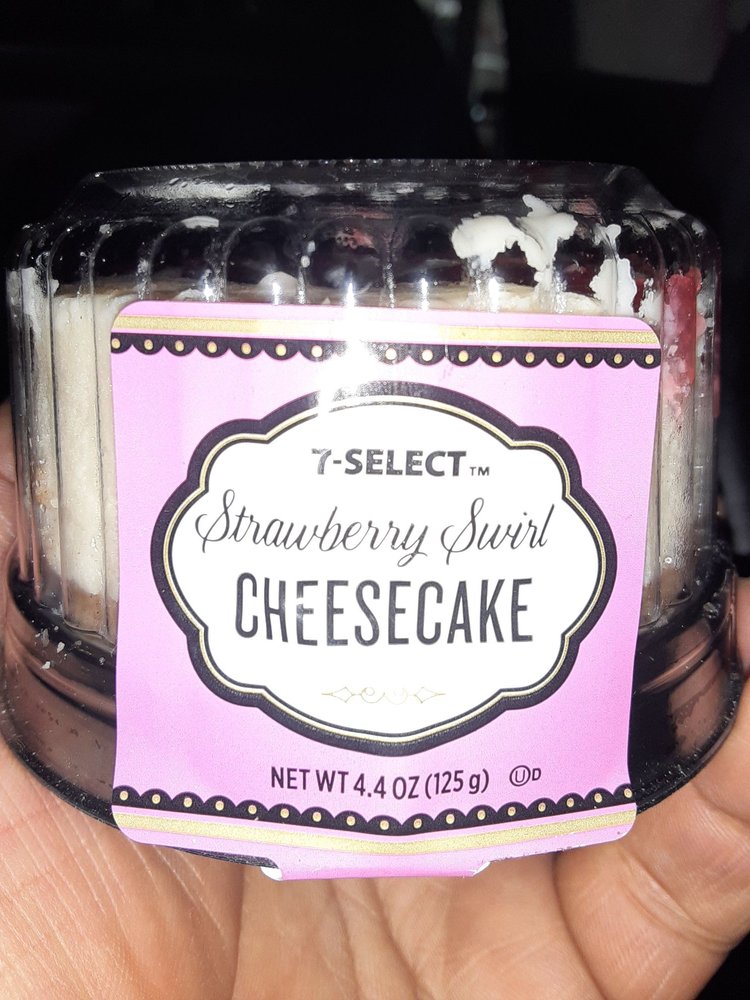 7-SELECT™
Strawberry Swirl
CHEESECAKE
NET WT 4.4 OZ (125 g) ⓊD